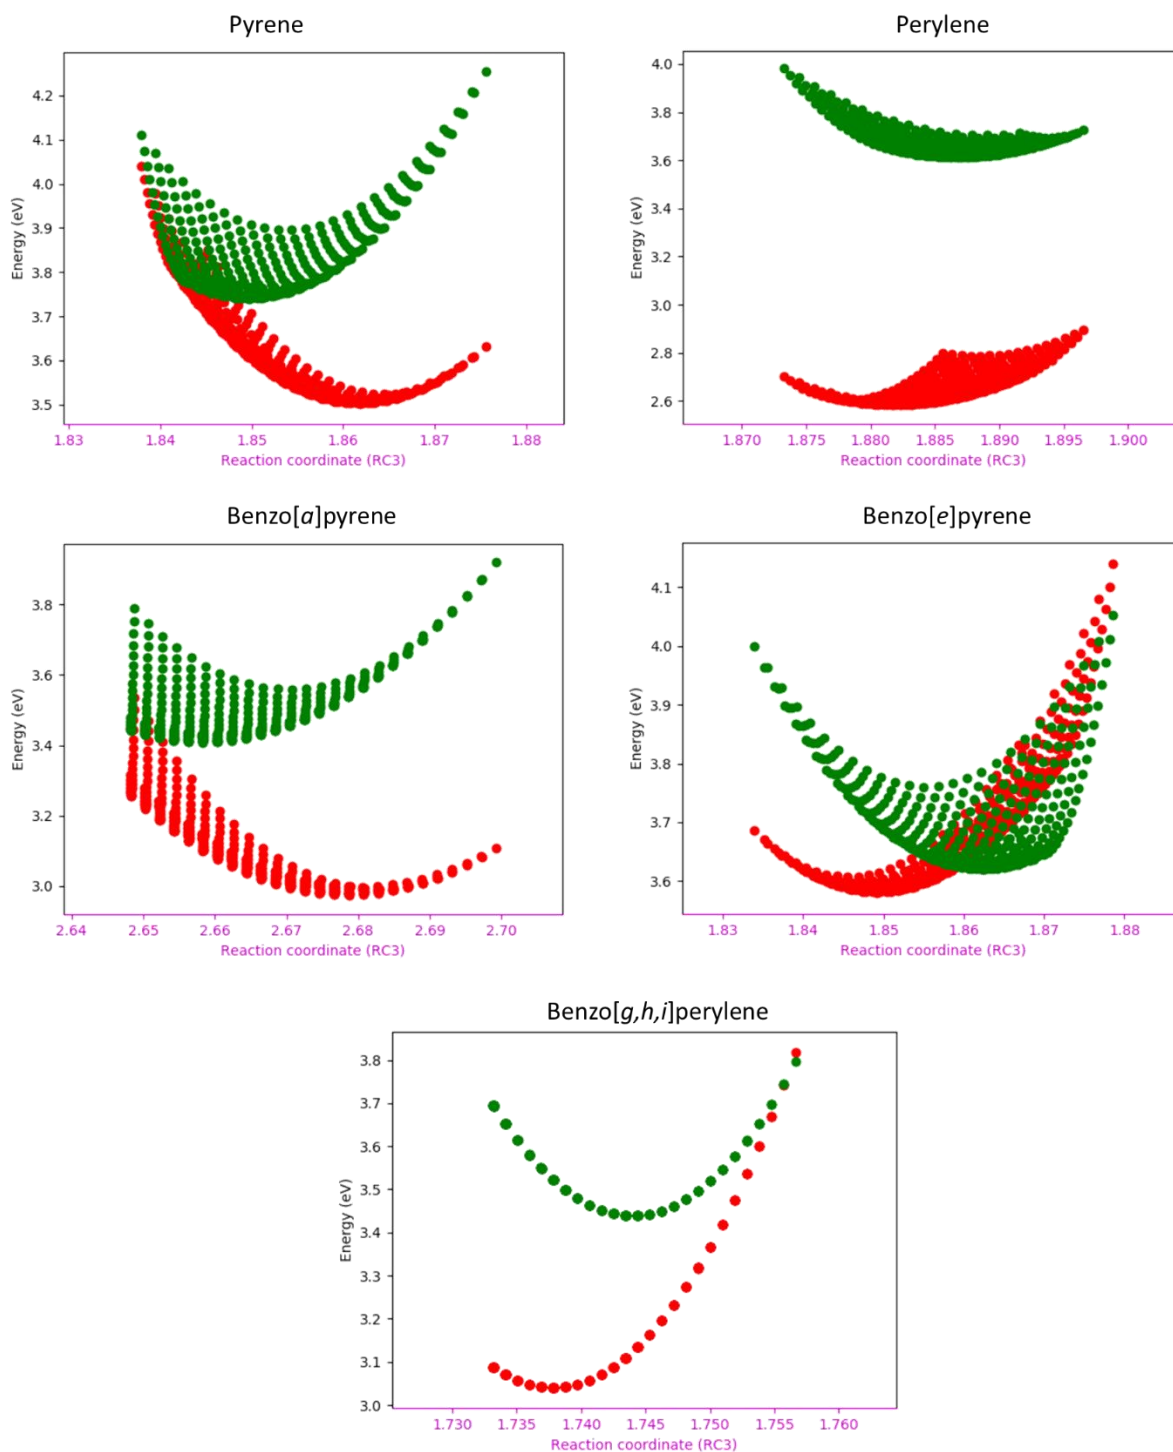 Pyrene
4.2
4.1
4.0
3.9
3.8
3.7
3.6
3.5
Energy (eV)
1.83 1.84 1.85 1.86 1.87 1.88
Reaction coordinate (RC3)
Perylene
4.0
3.8
3.6
3.4
3.2
3.0
2.8
2.6
Energy (eV)
1.870 1.875 1.880 1.885 1.890 1.895 1.900
Reaction coordinate (RC3)
Benzo[a]pyrene
3.8
3.6
3.4
3.2
3.0
Energy (eV)
2.64 2.65 2.66 2.67 2.68 2.69 2.70
Reaction coordinate (RC3)
Benzo[e]pyrene
4.1
4.0
3.9
3.8
3.7
3.6
Energy (eV)
1.83 1.84 1.85 1.86 1.87 1.88
Reaction coordinate (RC3)
Benzo[g,h,i]perylene
3.8
3.7
3.6
3.5
3.4
3.3
3.2
3.1
3.0
Energy (eV)
1.730 1.735 1.740 1.745 1.750 1.755 1.760
Reaction coordinate (RC3)